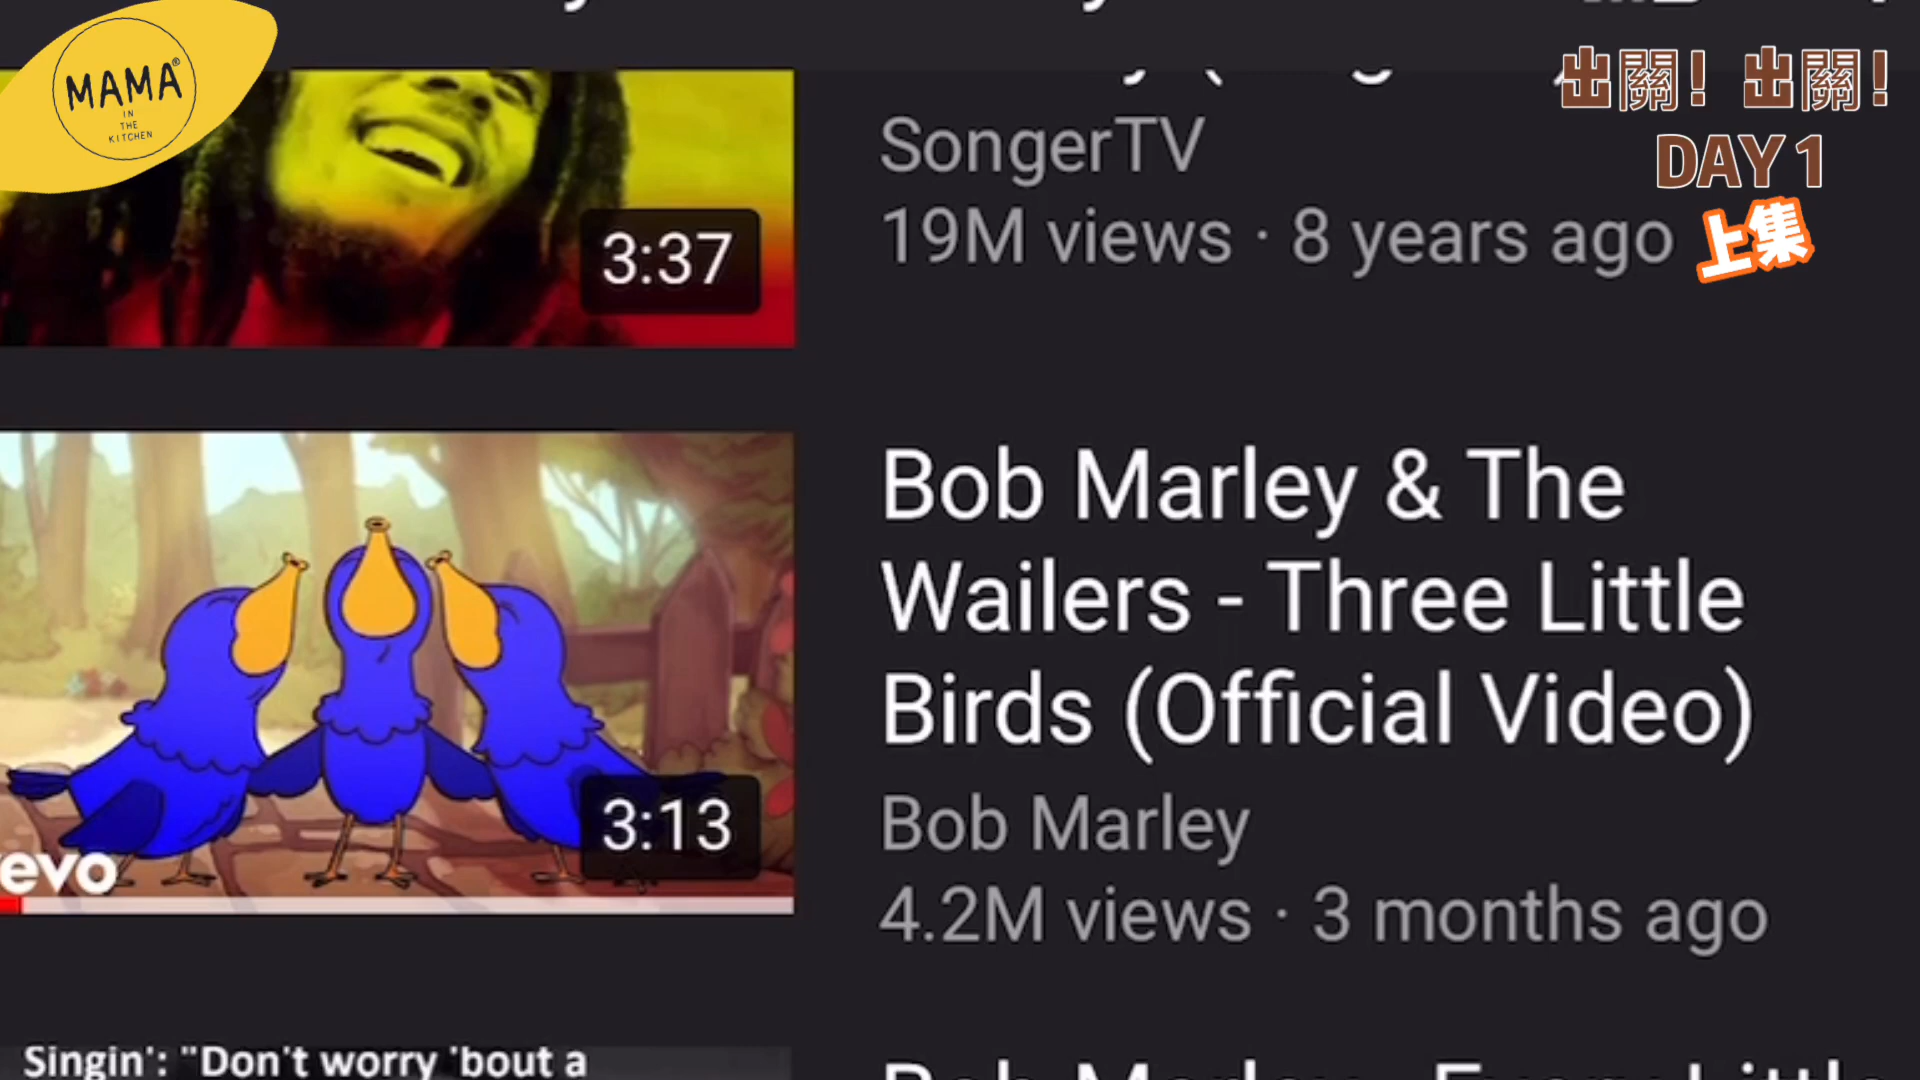 MAMA®
IN
THE
KITCHEN
出關！出關！
DAY 1
上集
SongerTV
19M views · 8 years ago
3:37
Bob Marley & The
Wailers - Three Little
Birds (Official Video)
Bob Marley
4.2M views · 3 months ago
3:13
evo
Singin': "Don't worry 'bout a